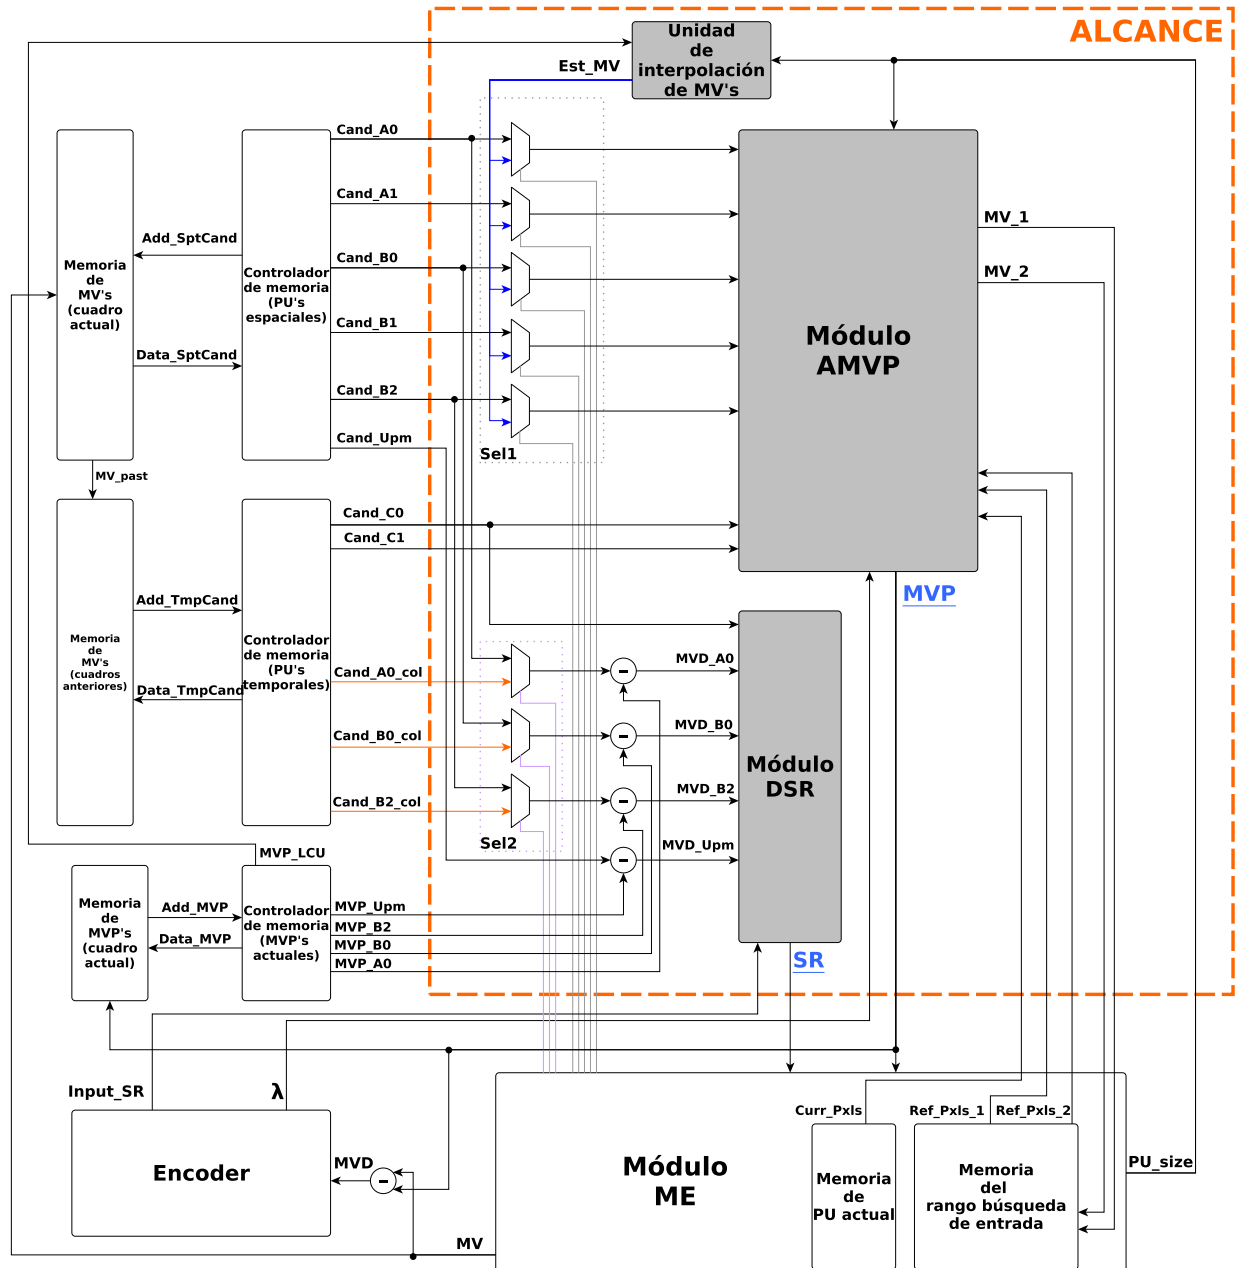 ALCANCE
Unidad
de
interpolación
de MV's
Est_MV
Cand_A0
Cand_A1
Cand_B0
Cand_B1
Cand_B2
Cand_Upm
Sel1
Add_SptCand
Data_SptCand
Memoria
de
MV's
(cuadro
actual)
Controlador
de memoria
(PU's
espaciales)
Módulo
AMVP
MV_1
MV_2
MV_past
Cand_C0
Cand_C1
MVP
Memoria
de
MV's
(cuadros
anteriores)
Add_TmpCand
Data_TmpCand
Controlador
de memoria
(PU's
temporales)
Cand_A0_col
Cand_B0_col
Cand_B2_col
Sel2
-
-
-
-
MVD_A0
MVD_B0
MVD_B2
MVD_Upm
Módulo
DSR
SR
MVP_LCU
Memoria
de
MVP's
(cuadro
actual)
Add_MVP
Data_MVP
Controlador
de memoria
(MVP's
actuales)
MVP_Upm
MVP_B2
MVP_B0
MVP_A0
Input_SR
λ
Encoder
MVD
-
MV
Módulo
ME
Curr_Pxls
Ref_Pxls_1
Ref_Pxls_2
Memoria
de
PU actual
Memoria
del
rango búsqueda
de entrada
PU_size